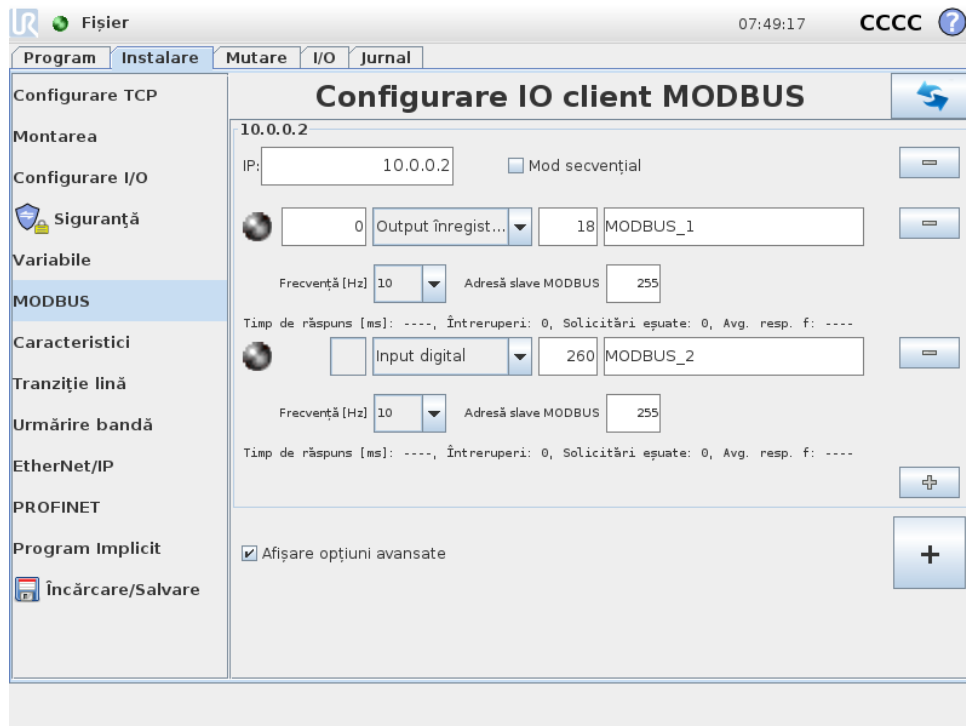 UR Fișier 07:49:17 CCCC ?
Program Instalare Mutare I/O Jurnal
Configurare TCP
Montarea
Configurare I/O
Siguranță
Variabile
MODBUS
Caracteristici
Tranziție lină
Urmărire bandă
EtherNet/IP
PROFINET
Program Implicit
Încărcare/Salvare
Configurare IO client MODBUS
10.0.0.2
IP: 10.0.0.2 Mod secvențial
0 Output înregist... 18 MODBUS_1
Frecvență [Hz] 10 Adresă slave MODBUS 255
Timp de răspuns [ms]: ----, Întreruperi: 0, Solicitări eșuate: 0, Avg. resp. f: ----
Input digital 260 MODBUS_2
Frecvență [Hz] 10 Adresă slave MODBUS 255
Timp de răspuns [ms]: ----, Întreruperi: 0, Solicitări eșuate: 0, Avg. resp. f: ----
Afișare opțiuni avansate